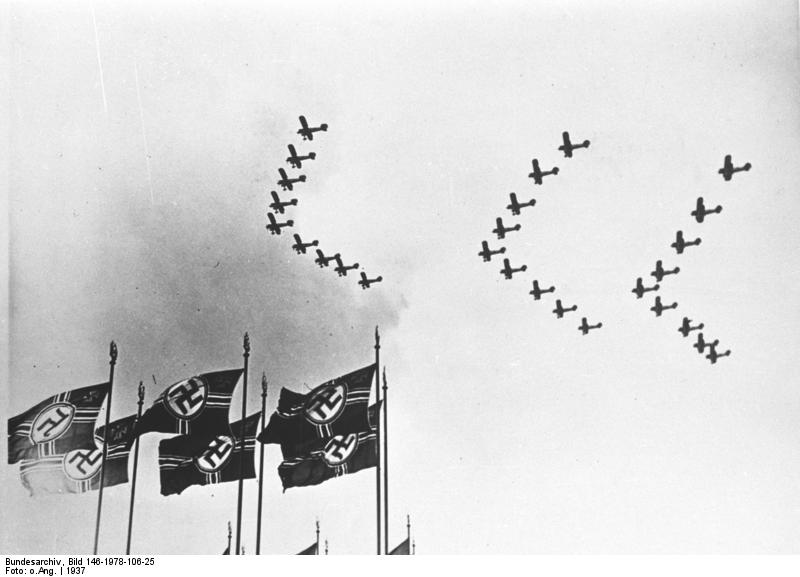 Bundesarchiv, Bild 146-1978-106-25
Foto: o.Ang. | 1937